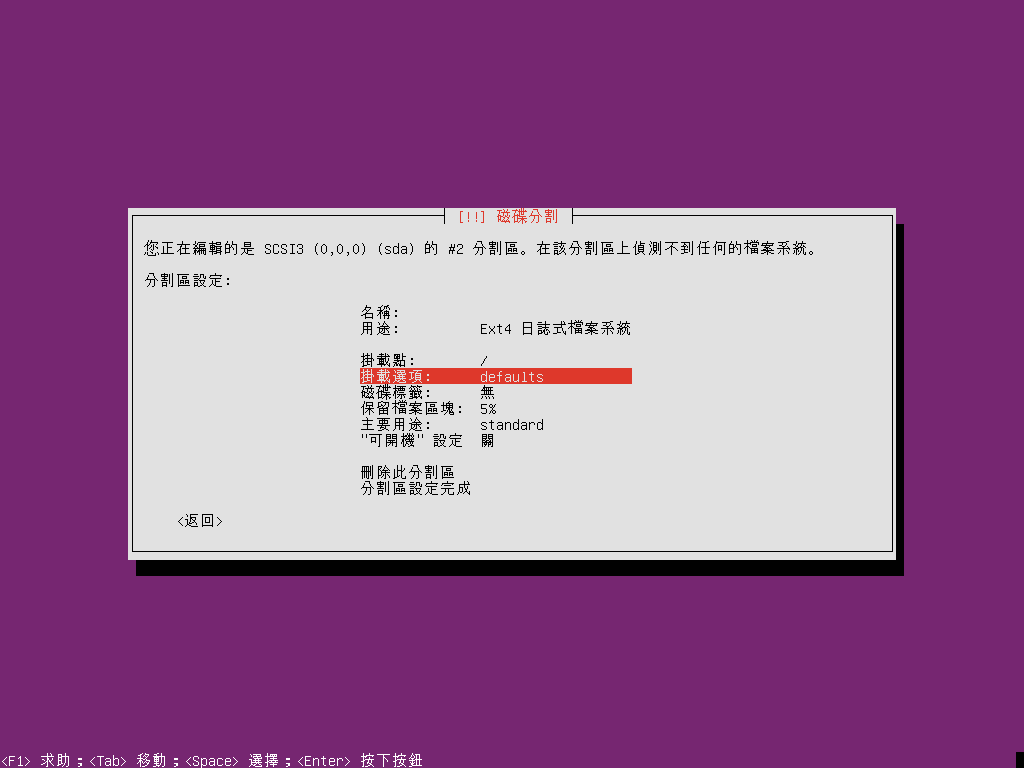 [!!] 磁碟分割
您正在編輯的是 SCSI3 (0,0,0) (sda) 的 #2 分割區。在該分割區上偵測不到任何的檔案系統。
分割區設定:
名稱:
用途: Ext4 日誌式檔案系統
掛載點: /
掛載選項: defaults
磁碟標籤: 無
保留檔案區塊: 5%
主要用途: standard
"可開機" 設定 關
刪除此分割區
分割區設定完成
<返回>
<F1> 求助；<Tab> 移動；<Space> 選擇；<Enter> 按下按鈕